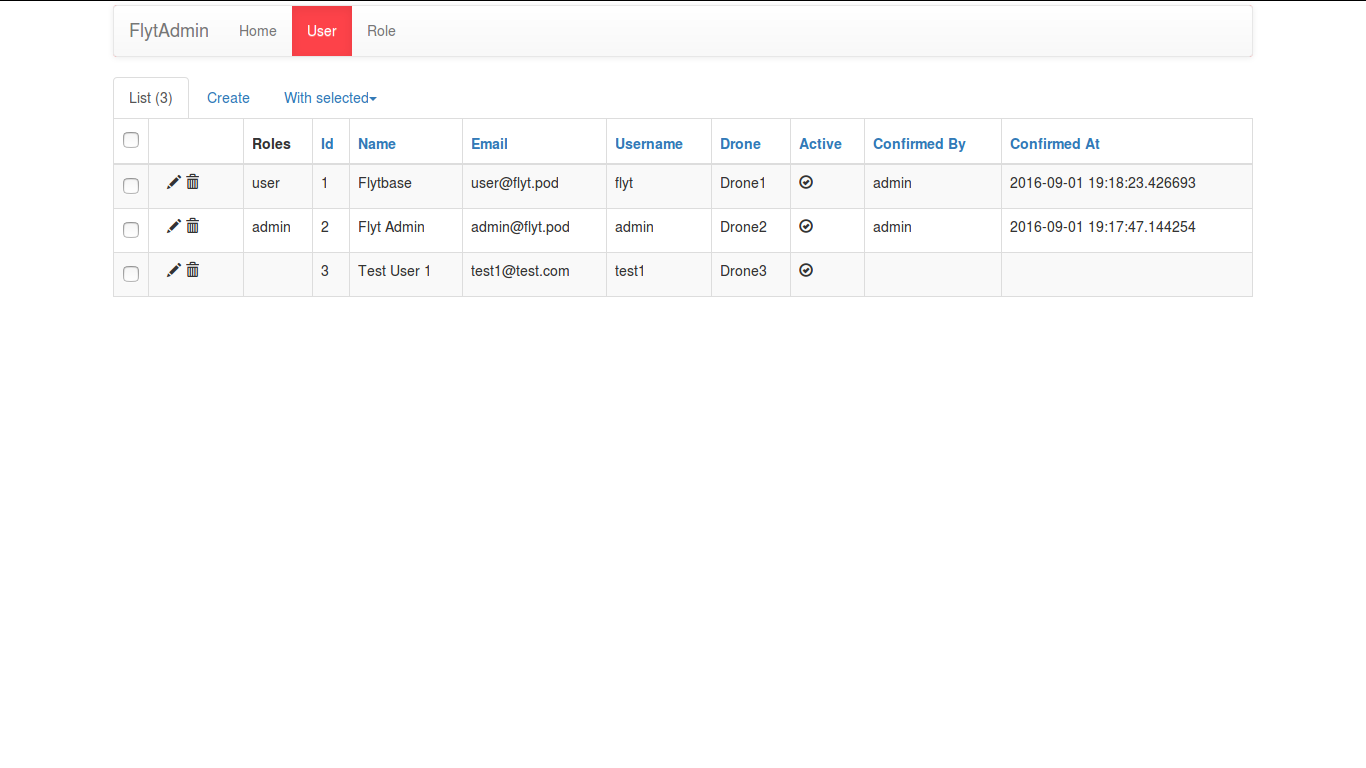 FlytAdmin Home User Role
List (3) Create With selected
Roles Id Name Email Username Drone Active Confirmed By Confirmed At
user 1 Flytbase user@flyt.pod flyt Drone1 admin 2016-09-01 19:18:23.426693
admin 2 Flyt Admin admin@flyt.pod admin Drone2 admin 2016-09-01 19:17:47.144254
3 Test User 1 test1@test.com test1 Drone3